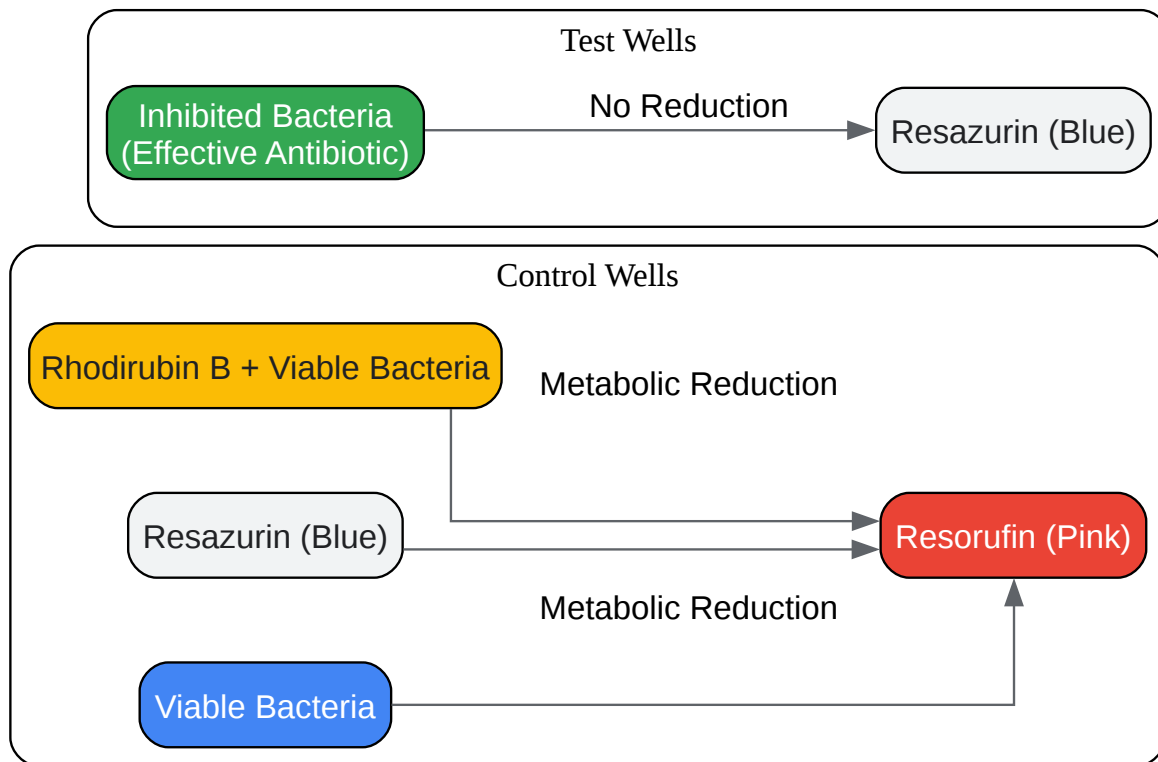 Test Wells
Inhibited Bacteria
(Effective Antibiotic)
No Reduction
Resazurin (Blue)
Control Wells
Rhodirubin B + Viable Bacteria
Metabolic Reduction
Resazurin (Blue)
Resorufin (Pink)
Metabolic Reduction
Viable Bacteria